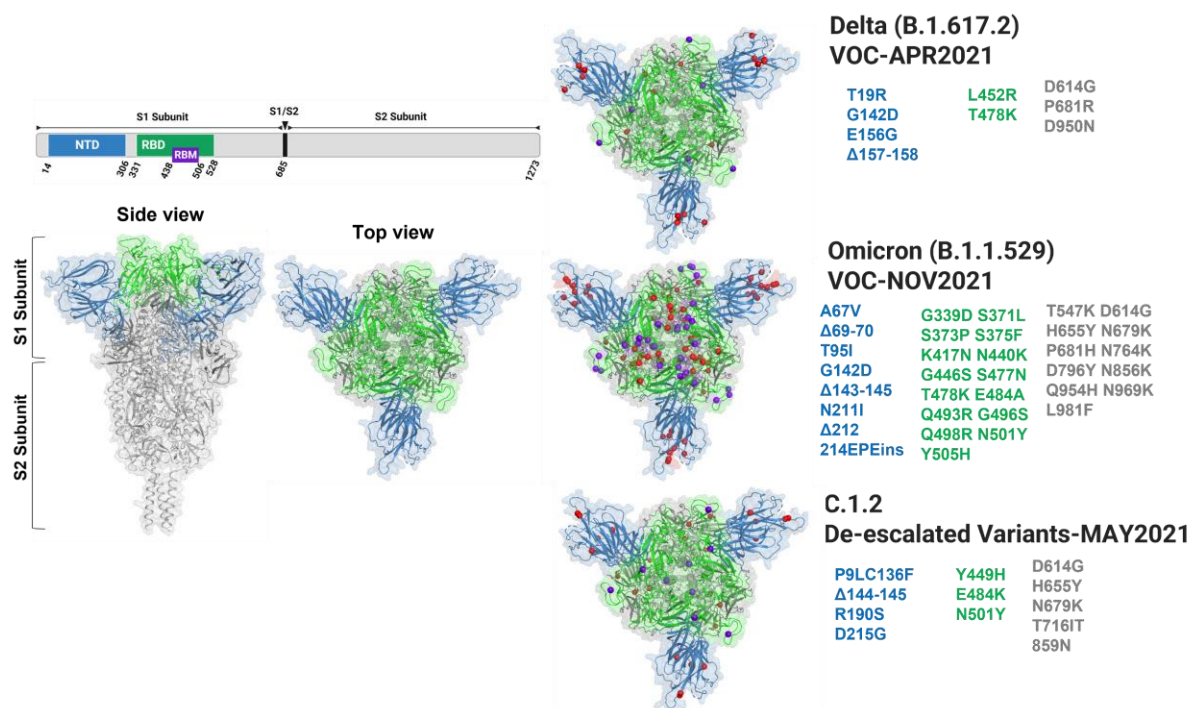 S1 Subunit
S1/S2
S2 Subunit
NTD
RBD
RBM
14
306
331
438
506
528
685
1273
Side view
Top view
S1 Subunit
S2 Subunit
Delta (B.1.617.2)
VOC-APR2021
T19R
G142D
E156G
Δ157-158
L452R
T478K
D614G
P681R
D950N
Omicron (B.1.1.529)
VOC-NOV2021
A67V
Δ69-70
T95I
G142D
Δ143-145
N211I
Δ212
214EPEins
G339D S371L
S373P S375F
K417N N440K
G446S S477N
T478K E484A
Q493R G496S
Q498R N501Y
Y505H
T547K D614G
H655Y N679K
P681H N764K
D796Y N856K
Q954H N969K
L981F
C.1.2
De-escalated Variants-MAY2021
P9LC136F
Δ144-145
R190S
D215G
Y449H
E484K
N501Y
D614G
H655Y
N679K
T716IT
859N